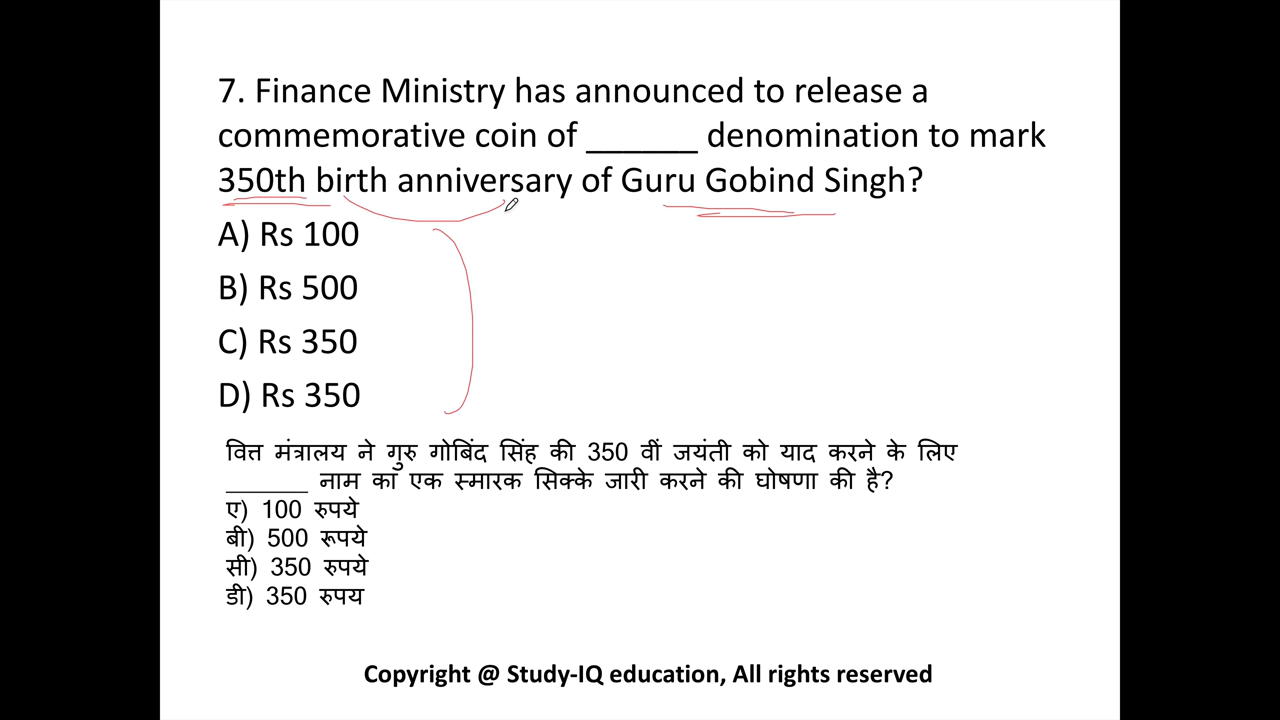 7. Finance Ministry has announced to release a
commemorative coin of ______ denomination to mark
350th birth anniversary of Guru Gobind Singh?
A) Rs 100
B) Rs 500
C) Rs 350
D) Rs 350
वित्त मंत्रालय ने गुरु गोबिंद सिंह की 350 वीं जयंती को याद करने के लिए
______ नाम का एक स्मारक सिक्के जारी करने की घोषणा की है?
ए) 100 रुपये
बी) 500 रूपये
सी) 350 रुपये
डी) 350 रुपय
Copyright @ Study-IQ education, All rights reserved